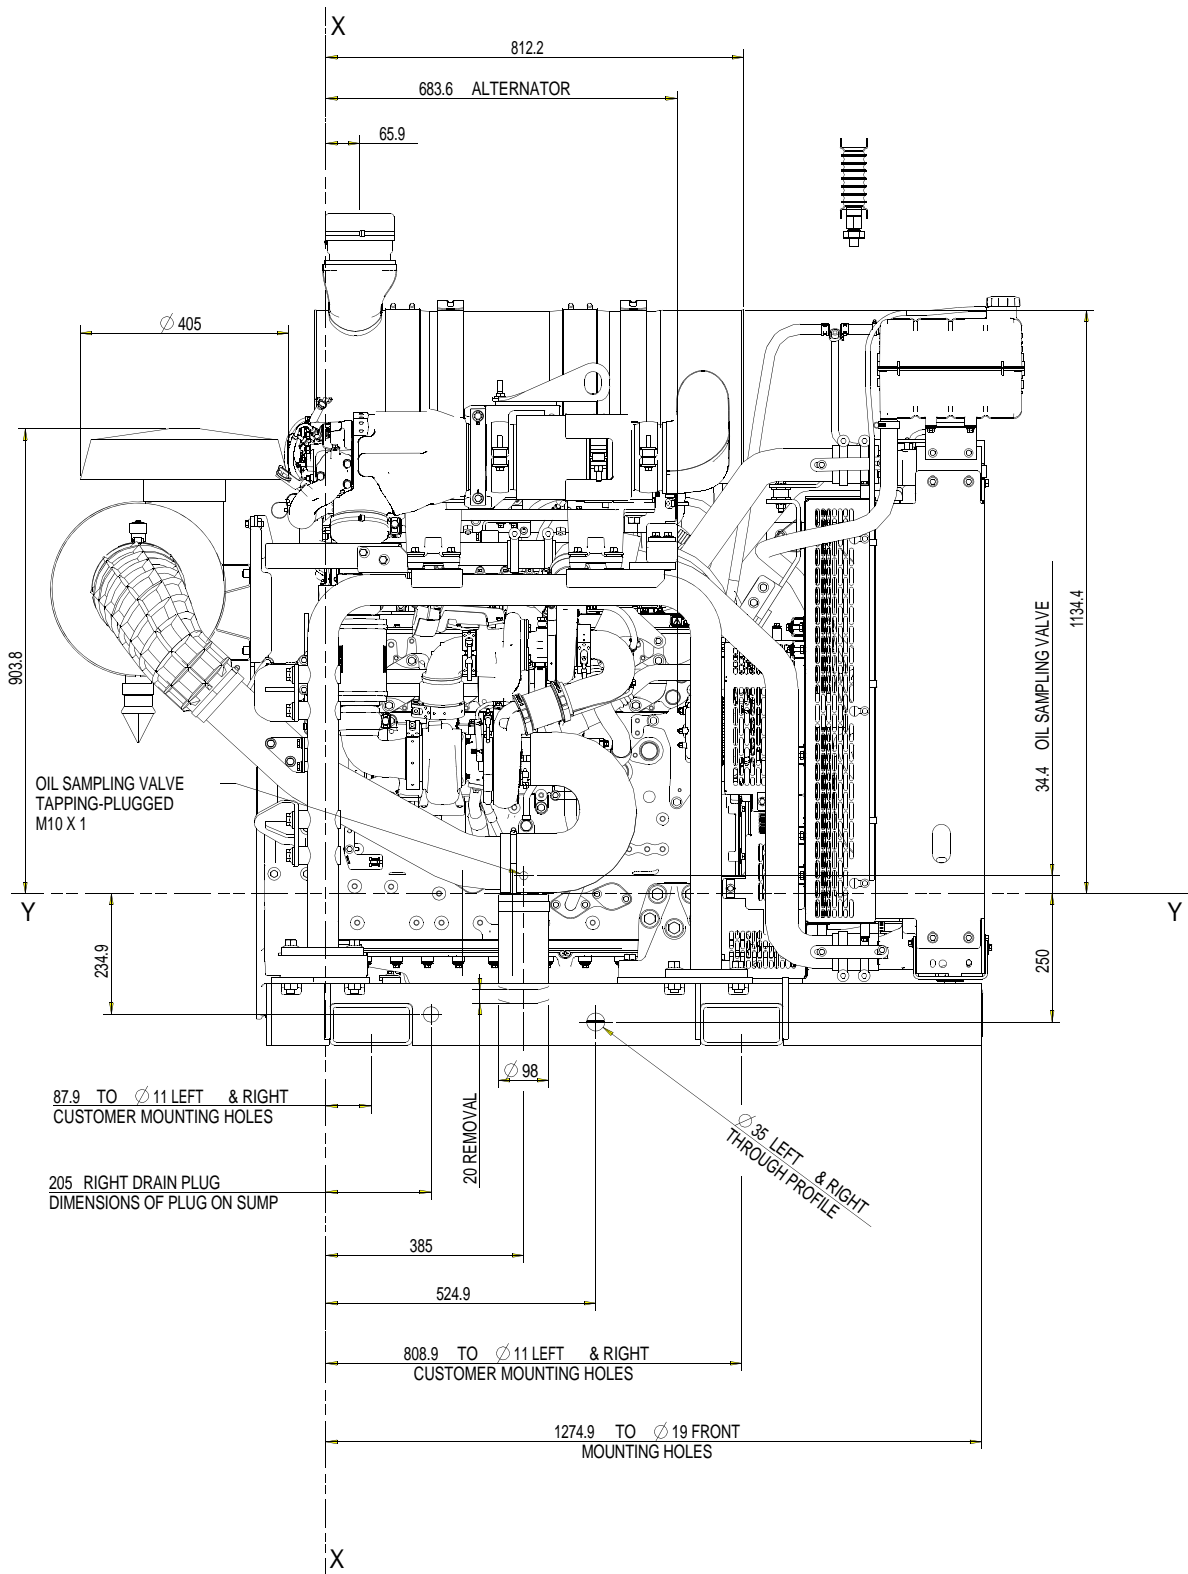 X
812.2
683.6 ALTERNATOR
65.9
∅ 405
903.8
1134.4
34.4 OIL SAMPLING VALVE
OIL SAMPLING VALVE
TAPPING-PLUGGED
M10 X 1
Y
Y
234.9
250
87.9 TO ∅ 11 LEFT & RIGHT
CUSTOMER MOUNTING HOLES
∅ 98
20 REMOVAL
∅ 35 LEFT & RIGHT
THROUGH PROFILE
205 RIGHT DRAIN PLUG
DIMENSIONS OF PLUG ON SUMP
385
524.9
808.9 TO ∅ 11 LEFT & RIGHT
CUSTOMER MOUNTING HOLES
1274.9 TO ∅ 19 FRONT
MOUNTING HOLES
X